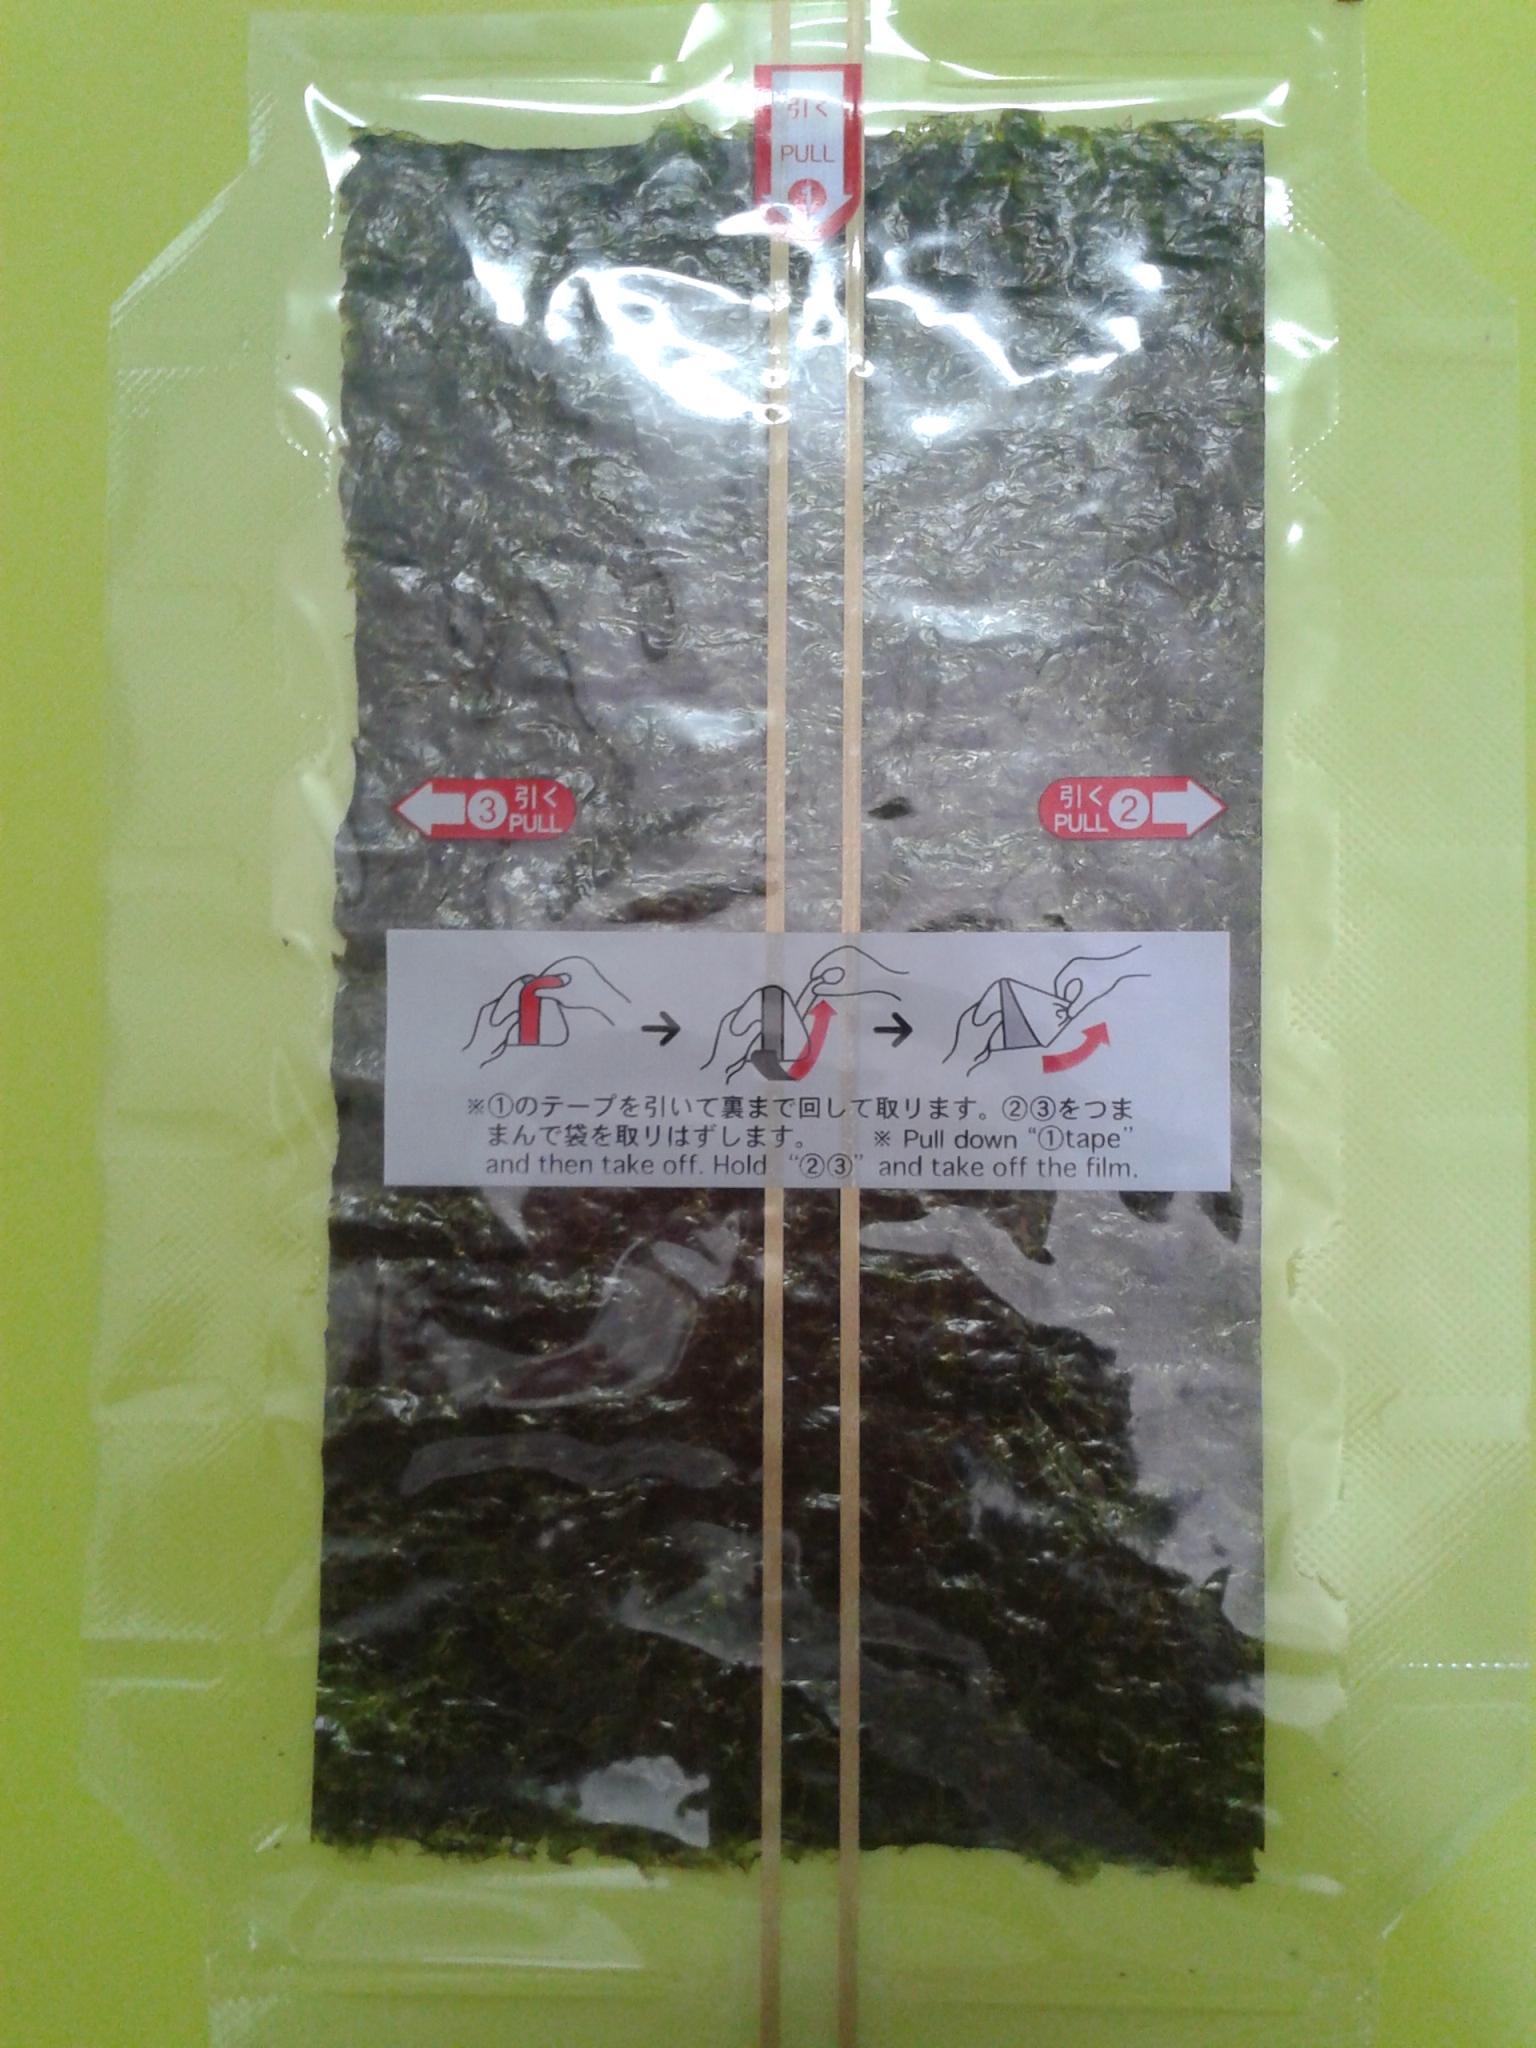 引く
PULL
1
3 引く
PULL
引く 2
PULL
※①のテープを引いて裏まで回して取ります。②③をつま
まんで袋を取りはずします。 ※ Pull down “①tape”
and then take off. Hold “②③” and take off the film.